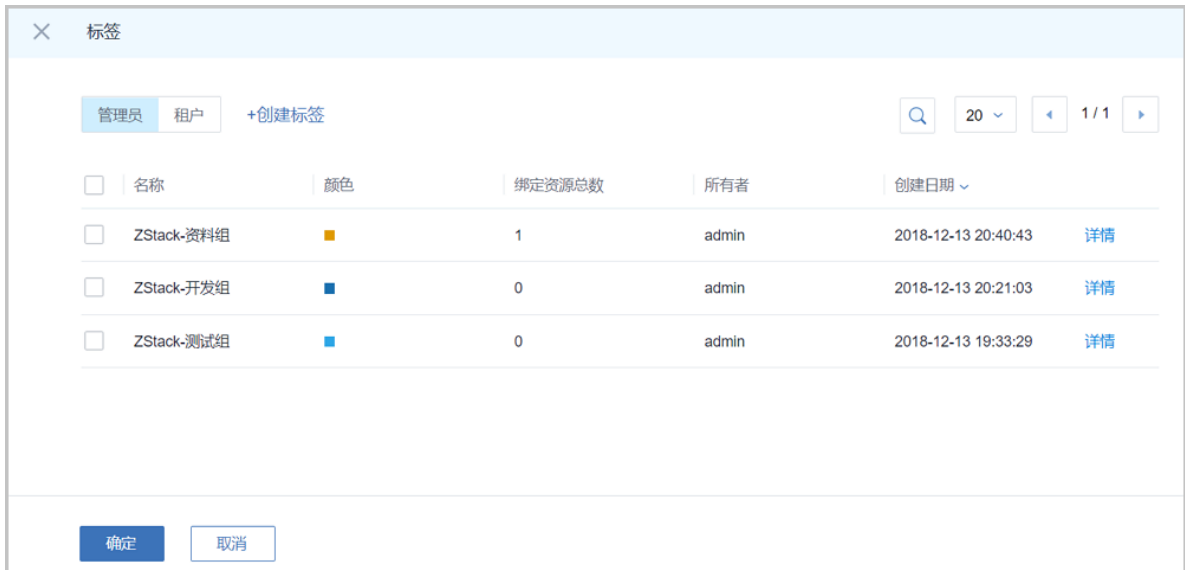 标签
管理员 租户 +创建标签 20 1 / 1
名称 颜色 绑定资源总数 所有者 创建日期
ZStack-资料组 1 admin 2018-12-13 20:40:43 详情
ZStack-开发组 0 admin 2018-12-13 20:21:03 详情
ZStack-测试组 0 admin 2018-12-13 19:33:29 详情
确定 取消